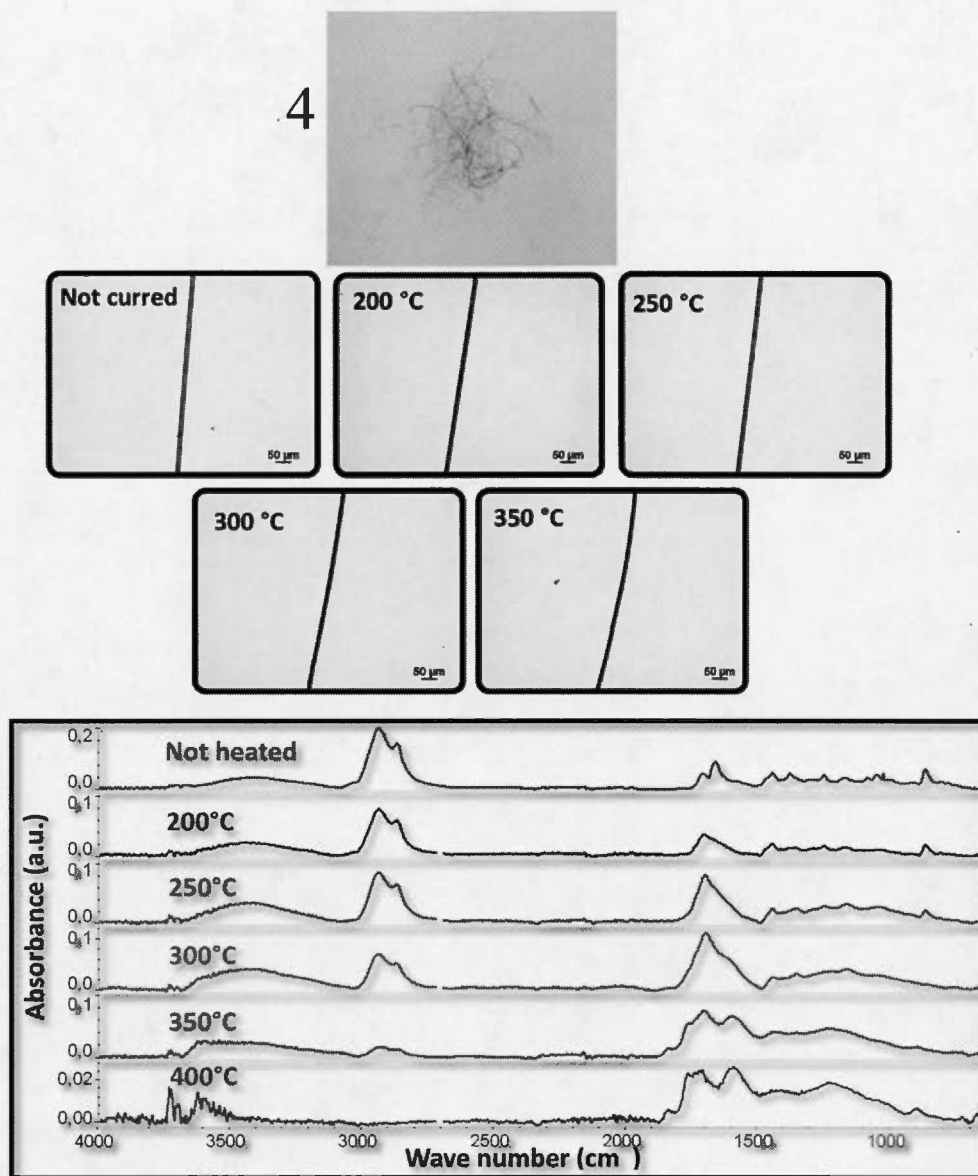 4
Not curred
50 µm
200 °C
50 µm
250 °C
50 µm
300 °C
50 µm
350 °C
50 µm
Absorbance (a.u.)
0,2
0,0
Not heated
0,1
0,0
200°C
0,1
0,0
250°C
0,1
0,0
300°C
0,1
0,0
350°C
0,02
0,00
400°C
4000 3500 3000 2500 2000 1500 1000
Wave number (cm )